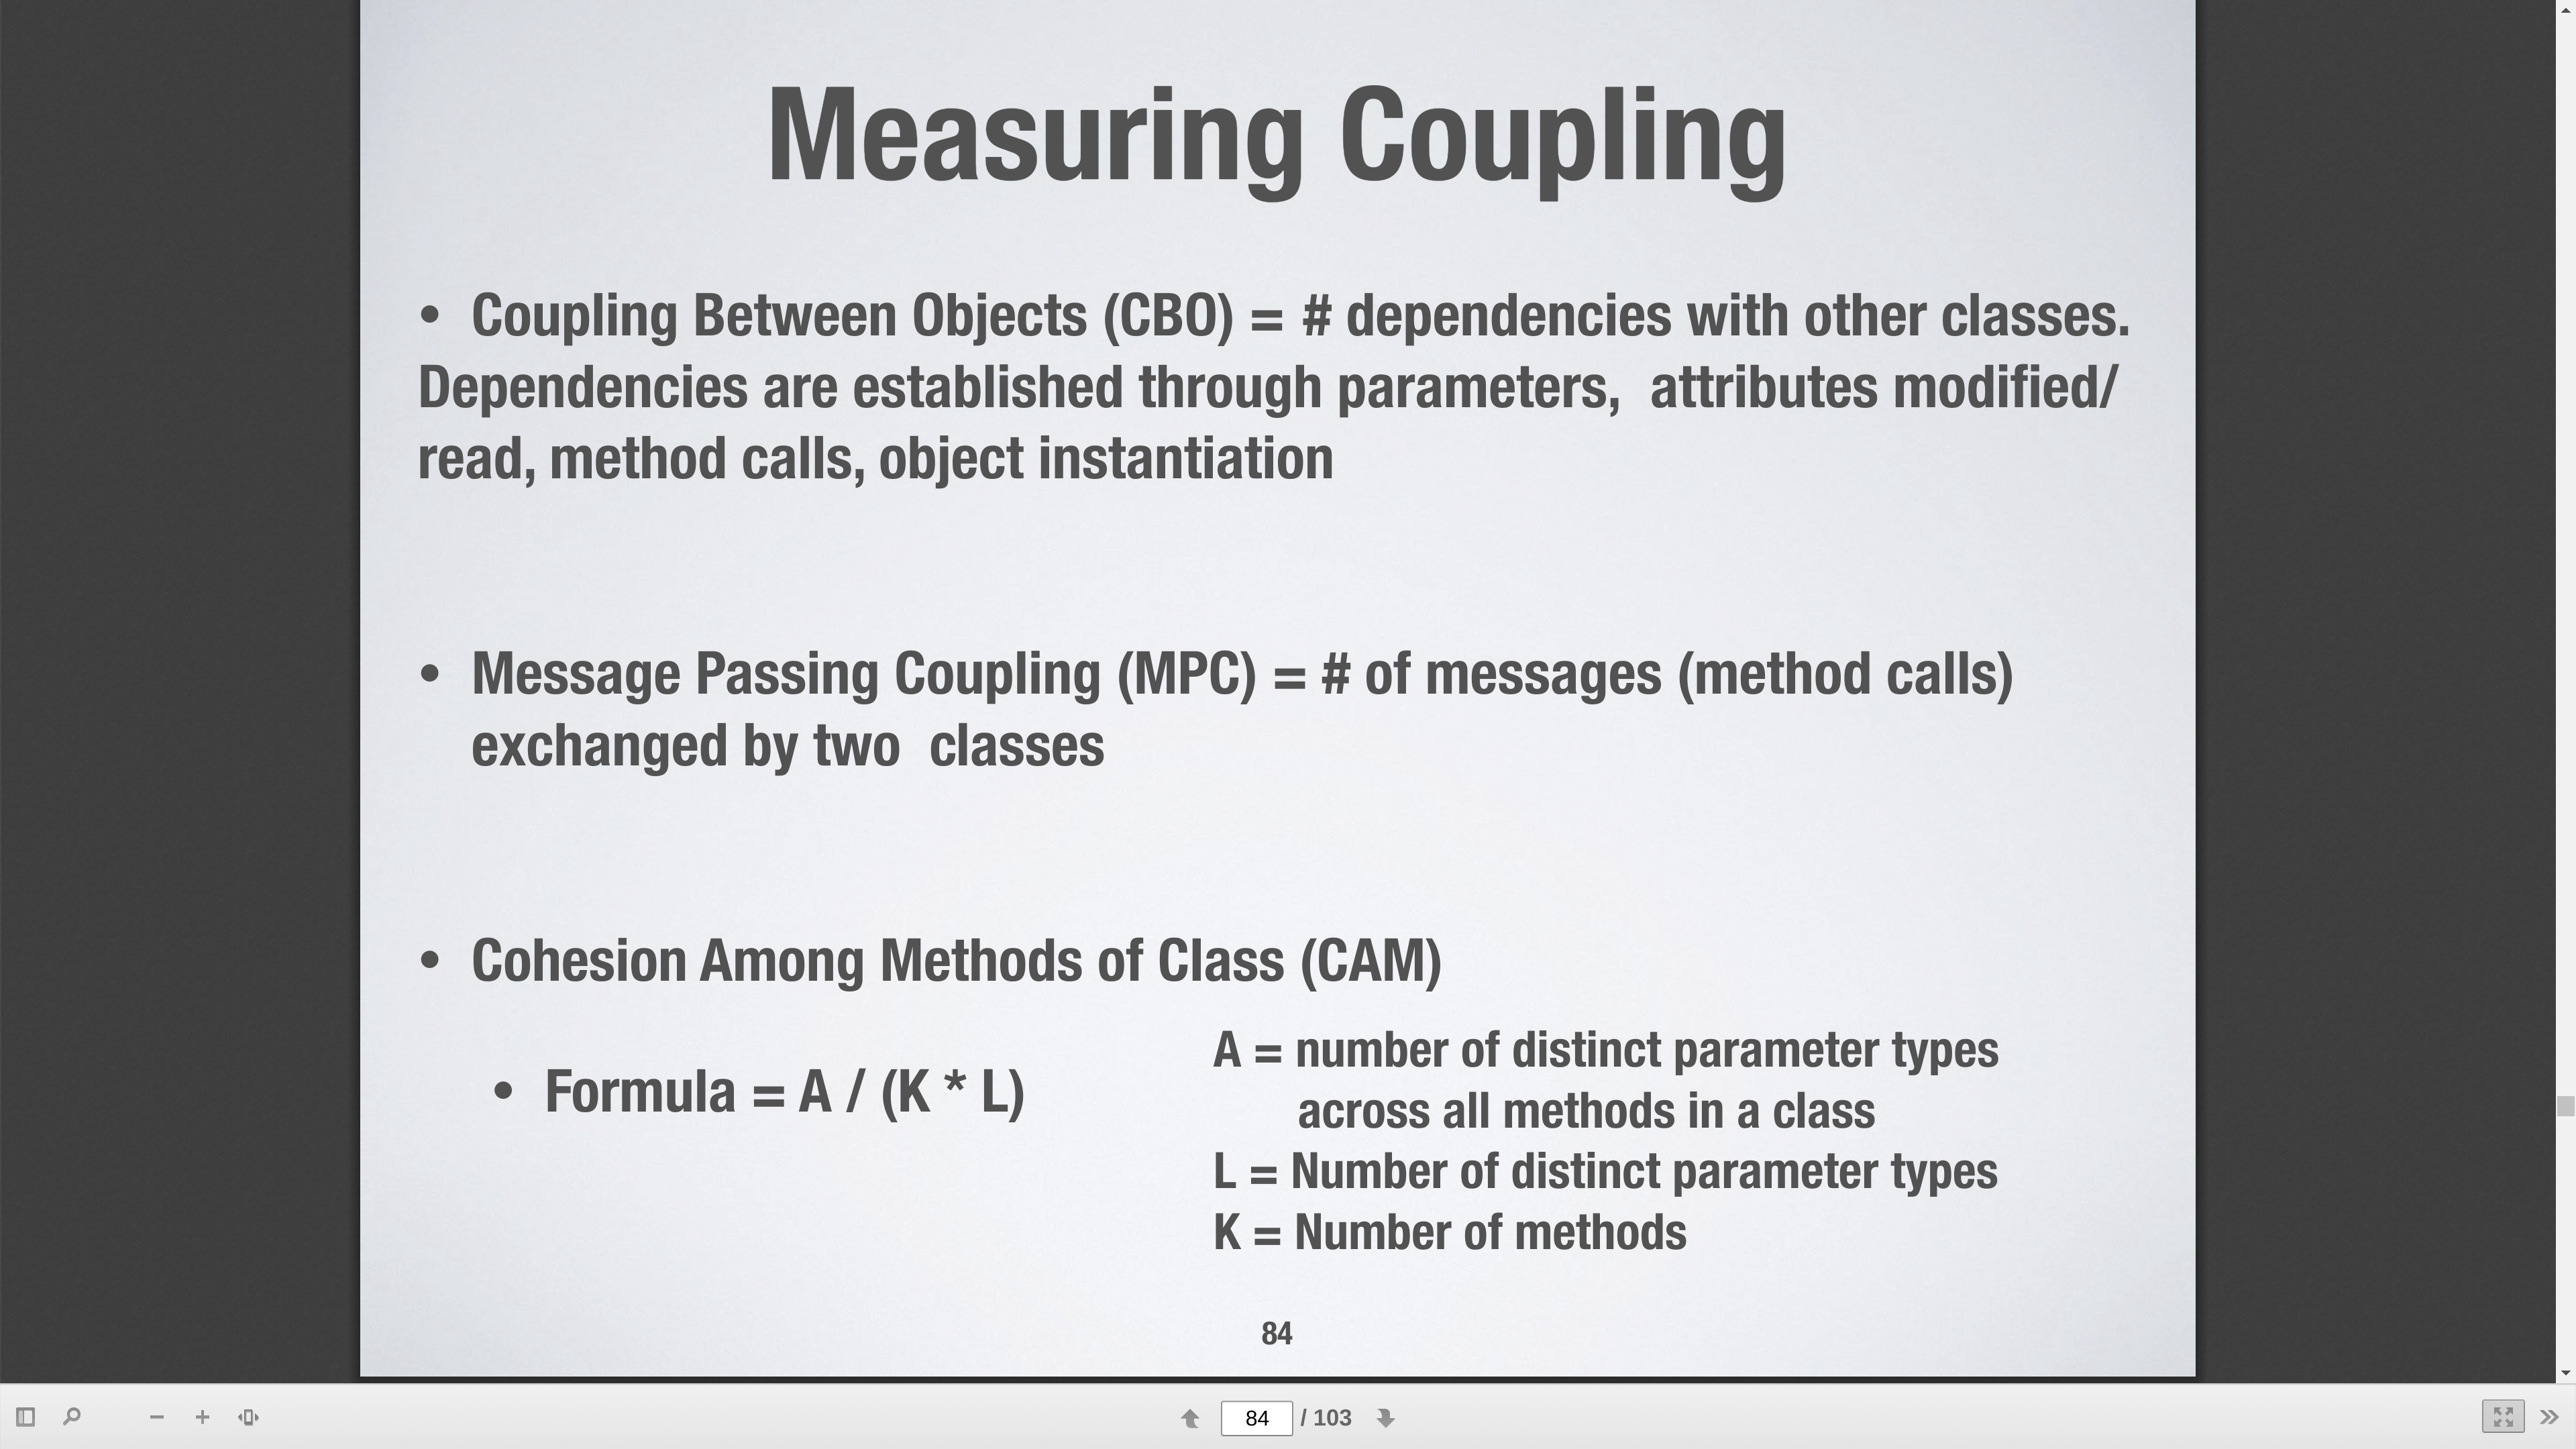 Measuring Coupling
• Coupling Between Objects (CBO) = # dependencies with other classes.
Dependencies are established through parameters,  attributes modified/
read, method calls, object instantiation
• Message Passing Coupling (MPC) = # of messages (method calls)
exchanged by two  classes
• Cohesion Among Methods of Class (CAM)
• Formula = A / (K * L)
A = number of distinct parameter types
across all methods in a class
L = Number of distinct parameter types
K = Number of methods
84
84 / 103